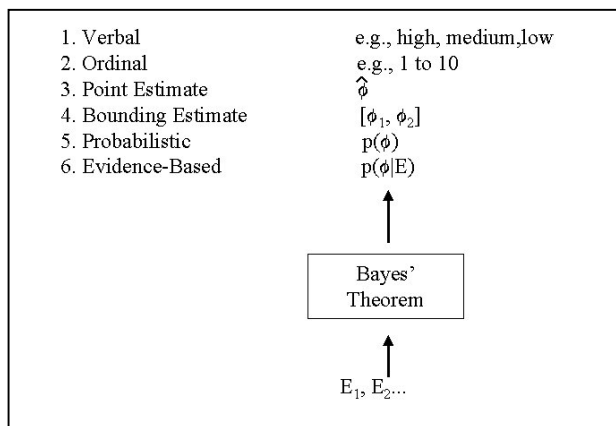 1. Verbal e.g., high, medium,low
2. Ordinal e.g., 1 to 10
3. Point Estimate ϕ̂
4. Bounding Estimate [ϕ₁, ϕ₂]
5. Probabilistic p(ϕ)
6. Evidence-Based p(ϕ|E)
Bayes’
Theorem
E₁, E₂...